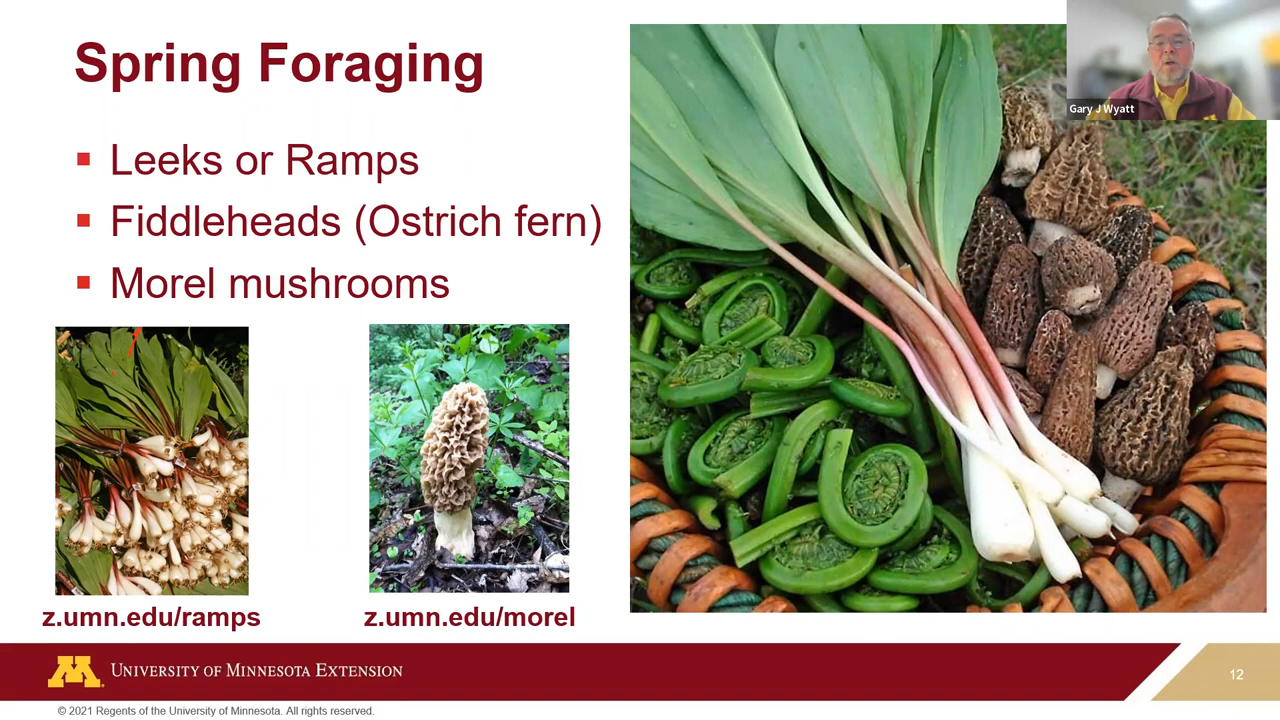 Spring Foraging
Leeks or Ramps
Fiddleheads (Ostrich fern)
Morel mushrooms
z.umn.edu/ramps
z.umn.edu/morel
Gary J Wyatt
UNIVERSITY OF MINNESOTA EXTENSION
12
© 2021 Regents of the University of Minnesota. All rights reserved.